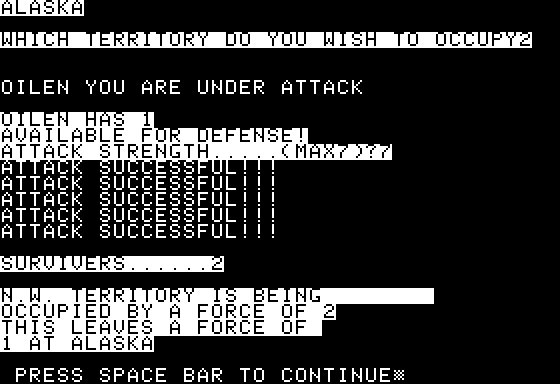 ALASKA
WHICH TERRITORY DO YOU WISH TO OCCUPY2
OILEN YOU ARE UNDER ATTACK
OILEN HAS 1
AVAILABLE FOR DEFENSE!
ATTACK STRENGTH.....(MAX7)?7
ATTACK SUCCESSFUL!!!
ATTACK SUCCESSFUL!!!
ATTACK SUCCESSFUL!!!
ATTACK SUCCESSFUL!!!
ATTACK SUCCESSFUL!!!
SURVIVERS......2
N.W. TERRITORY IS BEING
OCCUPIED BY A FORCE OF 2
THIS LEAVES A FORCE OF
1 AT ALASKA
PRESS SPACE BAR TO CONTINUE